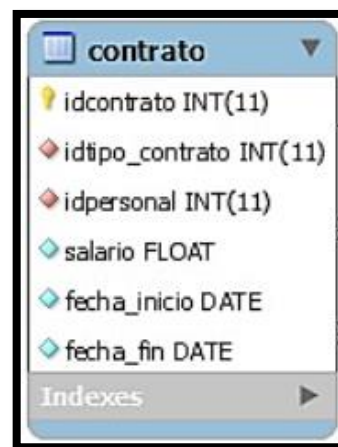 contrato
idcontrato INT(11)
idtipo_contrato INT(11)
idpersonal INT(11)
salario FLOAT
fecha_inicio DATE
fecha_fin DATE
Indexes